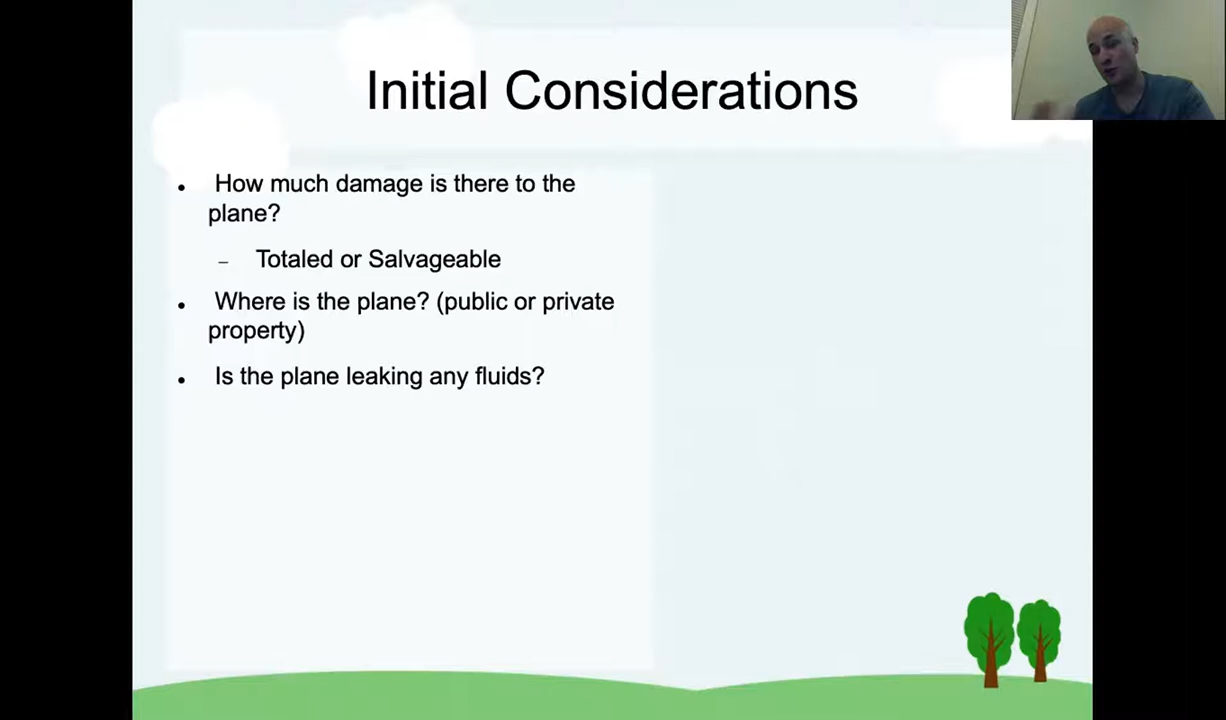 Initial Considerations
• How much damage is there to the
plane?
– Totaled or Salvageable
• Where is the plane? (public or private
property)
• Is the plane leaking any fluids?